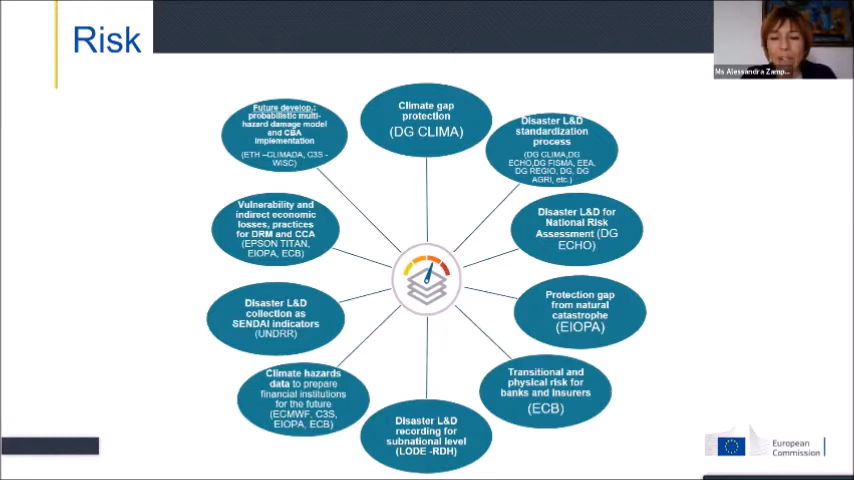 Risk
Ms Alessandra Zamp...
Climate gap
protection
(DG CLIMA)
Disaster L&D
standardization
process
(DG CLIMA,DG
ECHO,DG FISMA, EEA,
DG REGIO, DG, DG
AGRI, etc.)
Disaster L&D for
National Risk
Assessment (DG
ECHO)
Protection gap
from natural
catastrophe
(EIOPA)
Transitional and
physical risk for
banks and insurers
(ECB)
Disaster L&D
recording for
subnational level
(LODE -RDH)
Climate hazards
data to prepare
financial institutions
for the future
(ECMWF, C3S,
EIOPA, ECB)
Disaster L&D
collection as
SENDAI indicators
(UNDRR)
Vulnerability and
indirect economic
losses, practices
for DRM and CCA
(EPSON TITAN,
EIOPA, ECB)
Future develop.:
probabilistic multi-
hazard damage model
and CBA
implementation
(ETH –CLIMADA, C3S -
WISC)
European
Commission